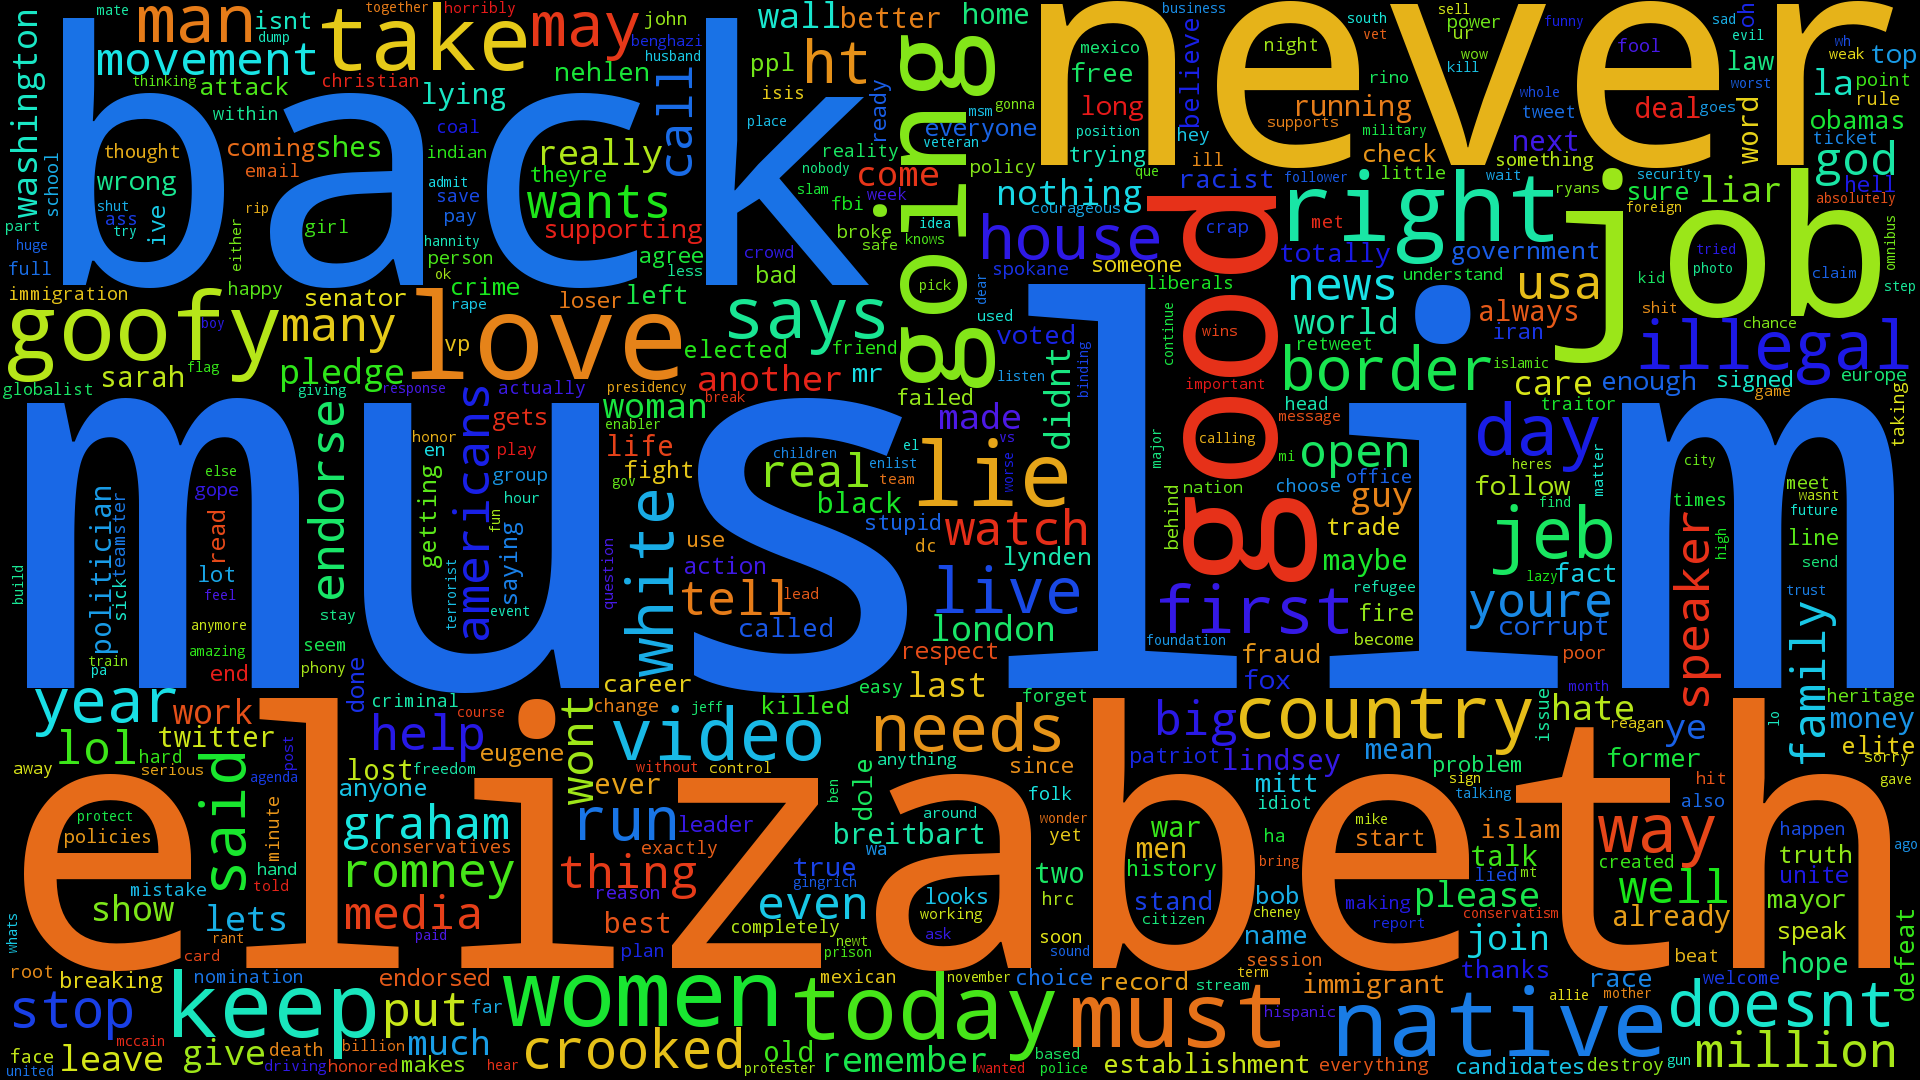 back
never
muslim
elizabeth
job
good
going
right
take
man
may
ht
movement
washington
wall
better
home
isnt
dump
together
horribly
john
benghazi
husband
mate
thinking
attack
christian
nehlen
lying
call
ppl
isis
ready
within
thought
wrong
coming
shes
email
coal
indian
really
theyre
wants
supporting
school
part
huge
full
shut
ass
try
ive
rip
either
girl
admit
save
pay
hannity
person
ok
agree
less
crowd
bad
place
reality
nobody
slam
week
fbi
broke
safe
come
knows
idea
pick
everyone
veteran
msm
gonna
policy
nothing
courageous
house
spokane
someone
dear
used
mexico
free
long
position
trying
que
business
believe
hey
ill
racist
night
running
supports
military
check
rino
south
vet
ur
power
sell
wow
kill
whole
tweet
next
something
little
wait
ryans
funny
fool
deal
goes
sure
security
foreign
liar
word
oh
sad
evil
wh
weak
worst
law
top
la
point
rule
obamas
ticket
god
hell
absolutely
omnibus
claim
step
tried
photo
kid
shit
chance
illegal
islamic
europe
usa
government
totally
understand
news
always
iran
world
retweet
border
met
crap
liberals
continue
wins
important
message
calling
immigration
happy
senator
crime
loser
left
goofy
many
love
says
vp
rape
boy
flag
sarah
pledge
globalist
giving
response
actually
elected
another
break
presidency
friend
mr
failed
voted
listen
binding
didnt
made
woman
enabler
gets
play
honor
en
group
hour
americans
endorse
getting
saying
fun
event
terrorist
question
life
fight
gov
white
real
black
children
el
enlist
team
stupid
dc
lie
vs
worse
watch
lynden
live
london
respect
use
action
tell
lead
called
major
nation
behind
first
foundation
mi
open
head
choose
office
guy
trade
maybe
refugee
fire
become
day
follow
heres
care
enough
signed
traitor
game
taking
matter
find
jeb
lazy
fact
youre
corrupt
poor
speaker
times
city
high
meet
wasnt
future
line
send
trust
family
else
gope
read
lot
feel
anymore
amazing
end
politician
teamster
sick
build
train
pa
stay
seem
phony
done
year
work
criminal
course
career
change
jeff
killed
easy
last
forget
fraud
fox
country
month
hate
issue
reagan
ye
lo
heritage
money
elite
sorry
gave
former
hit
also
problem
sign
talking
mean
mitt
idiot
lindsey
big
patriot
since
needs
anything
video
without
control
wont
help
eugene
lost
freedom
anyone
ever
lol
hard
twitter
serious
away
said
post
agenda
minute
protect
policies
hand
told
mistake
show
lets
rant
whats
card
root
breaking
nomination
graham
conservatives
romney
media
paid
run
leader
exactly
thing
reason
best
plan
endorsed
true
gingrich
wa
even
completely
newt
prison
ben
dole
breitbart
around
looks
working
ask
folk
wonder
yet
two
hrc
soon
sound
war
men
history
stand
citizen
ha
bring
bob
cheney
name
session
term
mike
start
making
report
islam
talk
lied
mt
please
conservatism
join
thanks
way
created
well
already
race
beat
welcome
happen
truth
unite
mayor
speak
hope
defeat
ago
stop
keep
put
far
women
today
mexican
november
choice
record
stream
must
immigrant
hispanic
native
allie
mother
doesnt
million
gun
destroy
candidates
everything
establishment
police
based
wanted
remember
old
protester
crooked
hear
much
makes
billion
honored
death
driving
give
leave
mccain
face
united